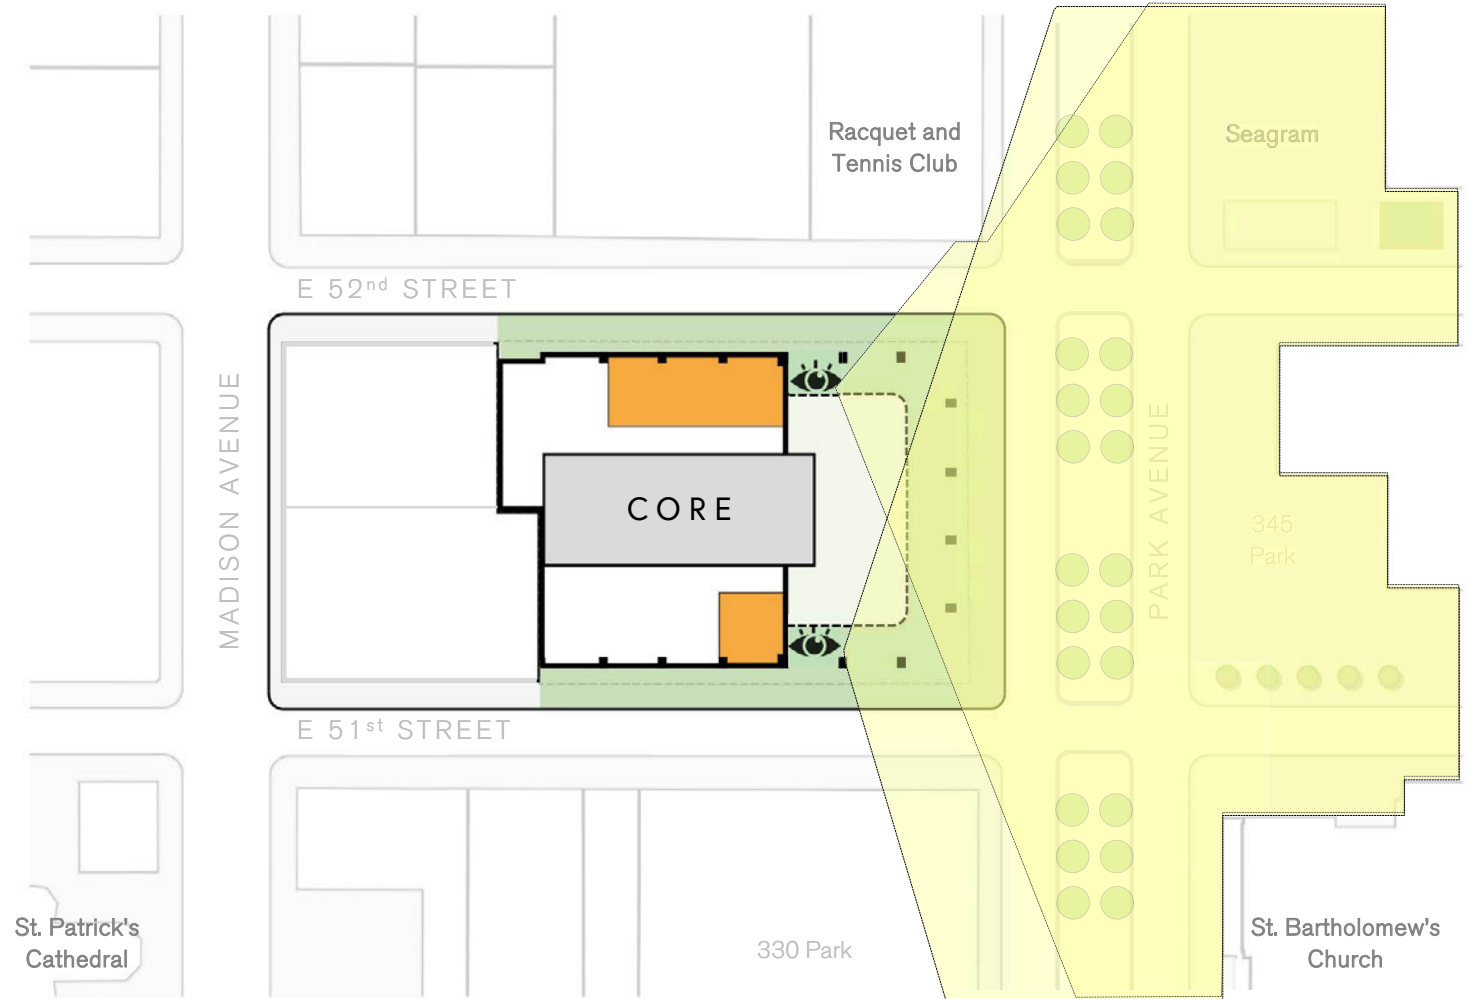 Racquet and
Tennis Club
Seagram
E 52nd STREET
MADISON AVENUE
CORE
PARK AVENUE
345
Park
E 51st STREET
St. Patrick's
Cathedral
330 Park
St. Bartholomew's
Church